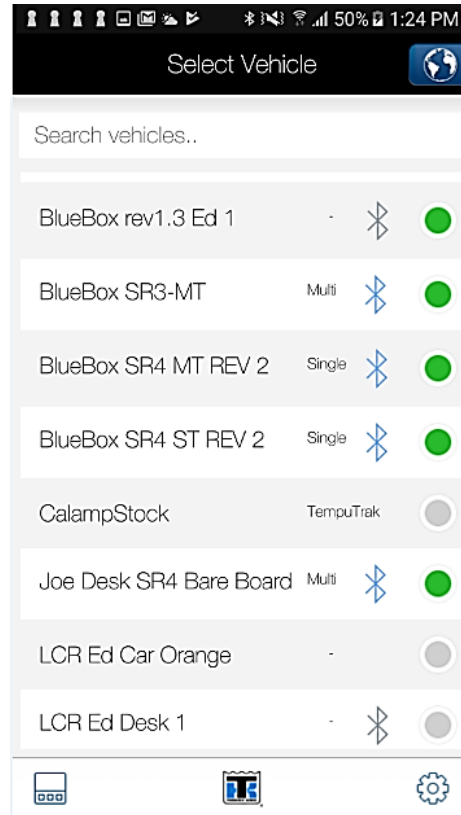 50% 1:24 PM
Select Vehicle
Search vehicles..
BlueBox rev1.3 Ed 1 -
BlueBox SR3-MT Multi
BlueBox SR4 MT REV 2 Single
BlueBox SR4 ST REV 2 Single
CalampStock TempuTrak
Joe Desk SR4 Bare Board Multi
LCR Ed Car Orange -
LCR Ed Desk 1 -